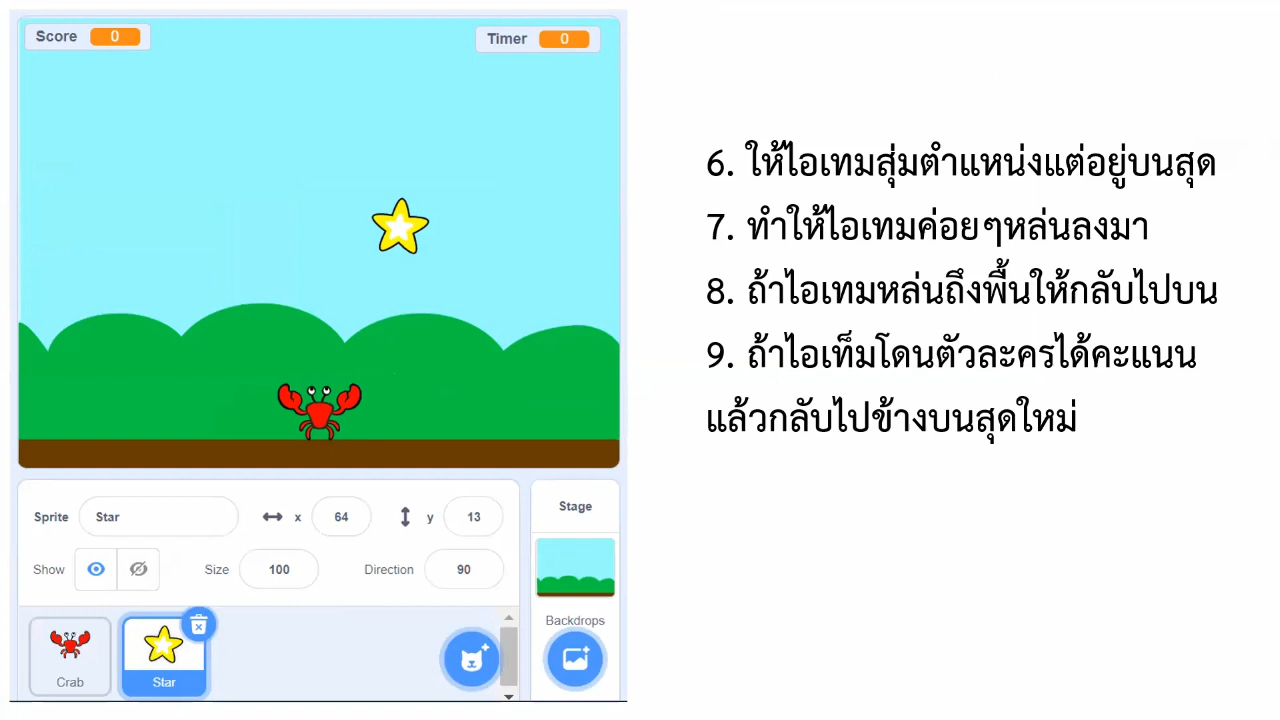 Score 0
Timer 0
6. ให้ไอเทมสุ่มตำแหน่งแต่อยู่บนสุด
7. ทำให้ไอเทมค่อยๆหล่นลงมา
8. ถ้าไอเทมหล่นถึงพื้นให้กลับไปบน
9. ถ้าไอเท็มโดนตัวละครได้คะแนน
แล้วกลับไปข้างบนสุดใหม่
Sprite Star x 64 y 13
Show Size 100 Direction 90
Stage
Backdrops
Crab
Star